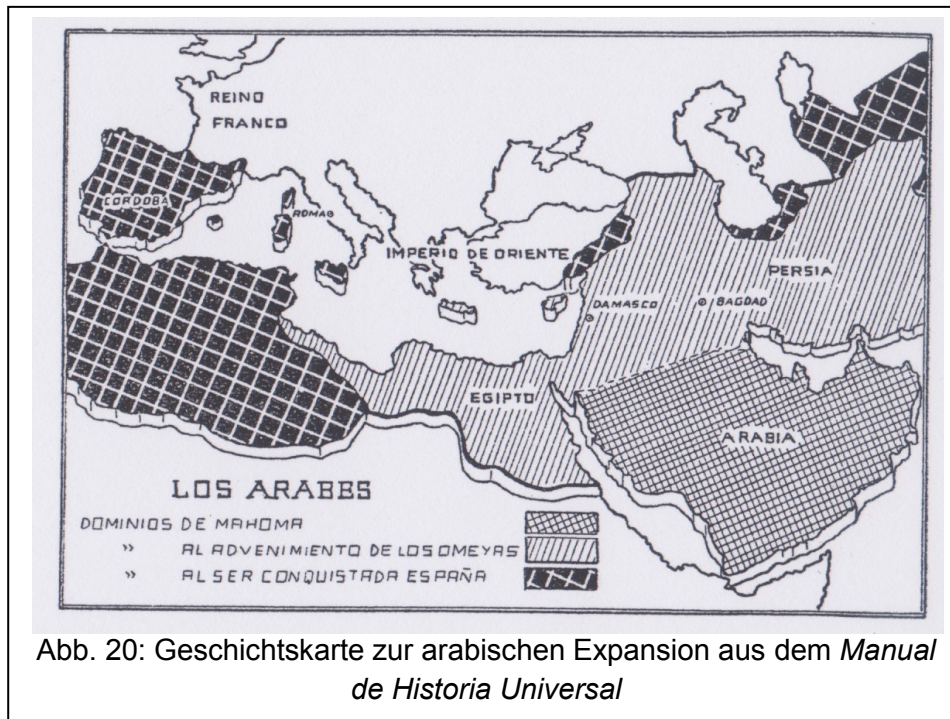 REINO
FRANCO
CORDOBA
ROMA
IMPERIO DE ORIENTE
PERSIA
DAMASCO
BAGDAD
EGIPTO
ARABIA
LOS ARABES
DOMINIOS DE MAHOMA
" AL ADVENIMIENTO DE LOS OMEYAS
" AL SER CONQUISTADA ESPAÑA
Abb. 20: Geschichtskarte zur arabischen Expansion aus dem Manual
de Historia Universal